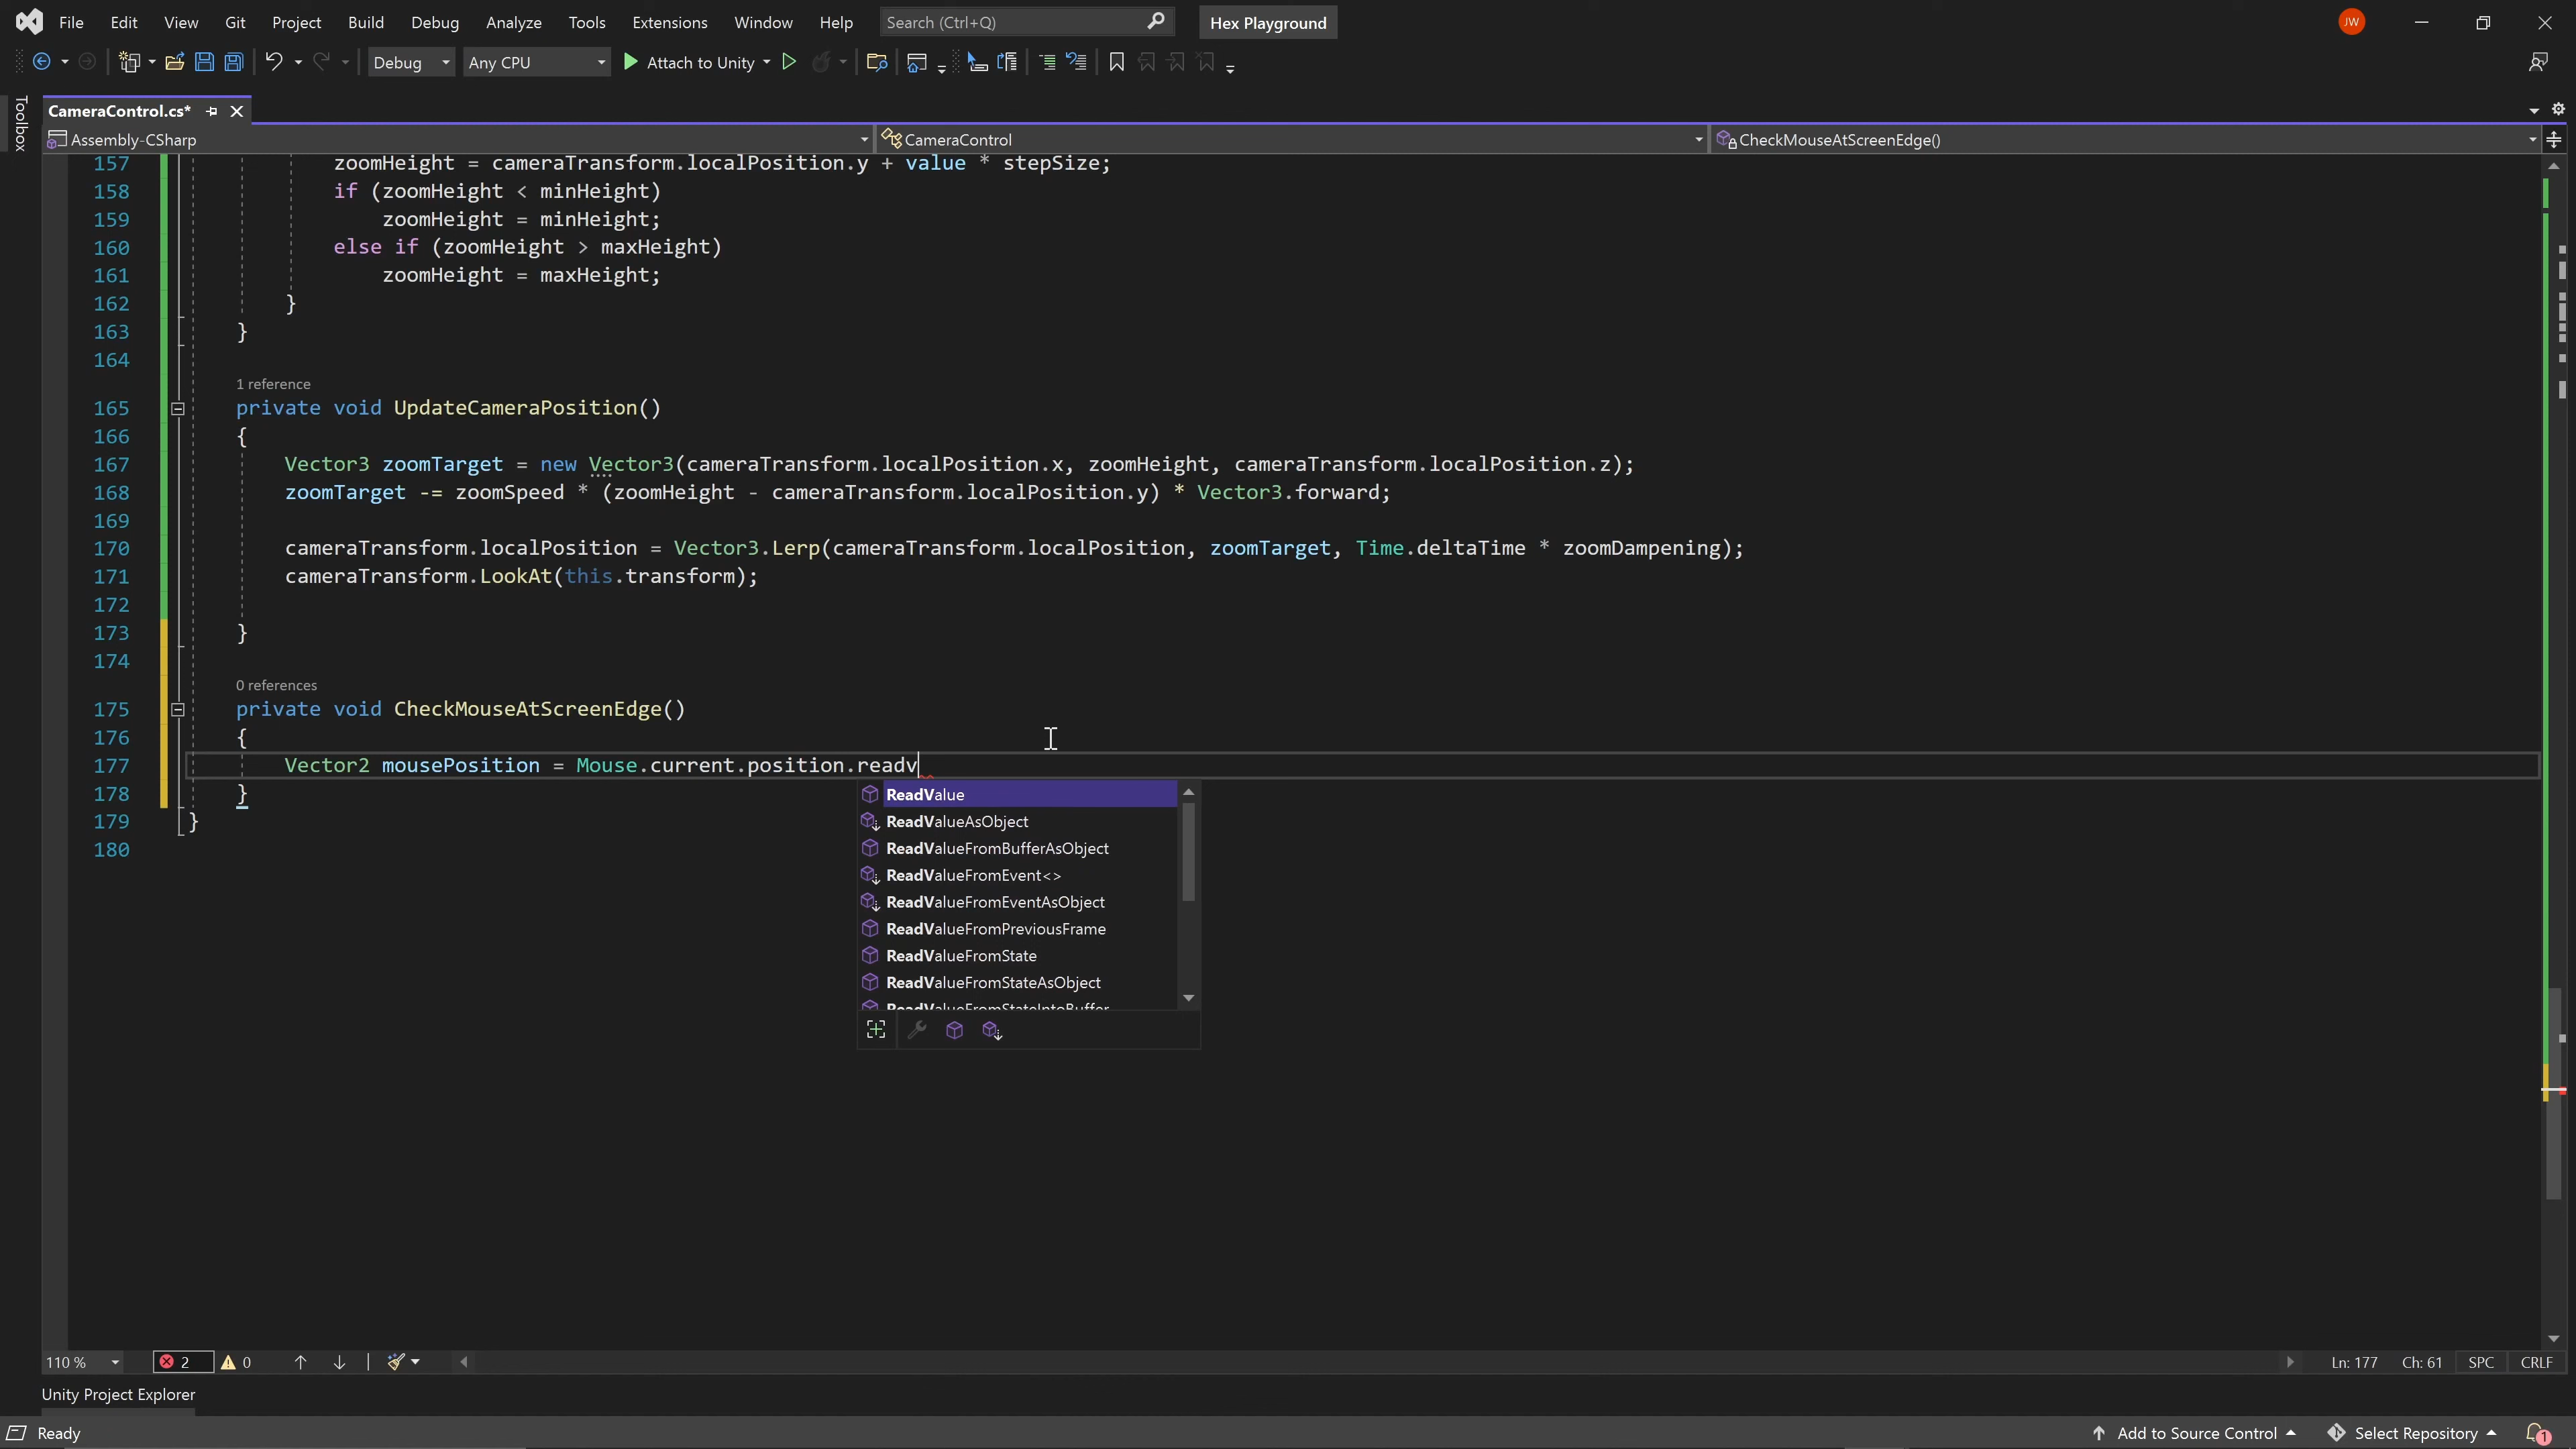 File Edit View Git Project Build Debug Analyze Tools Extensions Window Help Search (Ctrl+Q) Hex Playground JW
Debug Any CPU Attach to Unity
Toolbox
CameraControl.cs*
Assembly-CSharp CameraControl CheckMouseAtScreenEdge()
157 zoomHeight = cameraTransform.localPosition.y + value * stepSize;
158 if (zoomHeight < minHeight)
159 zoomHeight = minHeight;
160 else if (zoomHeight > maxHeight)
161 zoomHeight = maxHeight;
162 }
163 }
164
1 reference
165 private void UpdateCameraPosition()
166 {
167 Vector3 zoomTarget = new Vector3(cameraTransform.localPosition.x, zoomHeight, cameraTransform.localPosition.z);
168 zoomTarget -= zoomSpeed * (zoomHeight - cameraTransform.localPosition.y) * Vector3.forward;
169
170 cameraTransform.localPosition = Vector3.Lerp(cameraTransform.localPosition, zoomTarget, Time.deltaTime * zoomDampening);
171 cameraTransform.LookAt(this.transform);
172
173 }
174
0 references
175 private void CheckMouseAtScreenEdge()
176 {
177 Vector2 mousePosition = Mouse.current.position.readv
178 }
179 }
180
ReadValue
ReadValueAsObject
ReadValueFromBufferAsObject
ReadValueFromEvent<>
ReadValueFromEventAsObject
ReadValueFromPreviousFrame
ReadValueFromState
ReadValueFromStateAsObject
ReadValueFromStateIntoBuffer
110 % 2 0 Ln: 177 Ch: 61 SPC CRLF
Unity Project Explorer
Ready Add to Source Control Select Repository 1